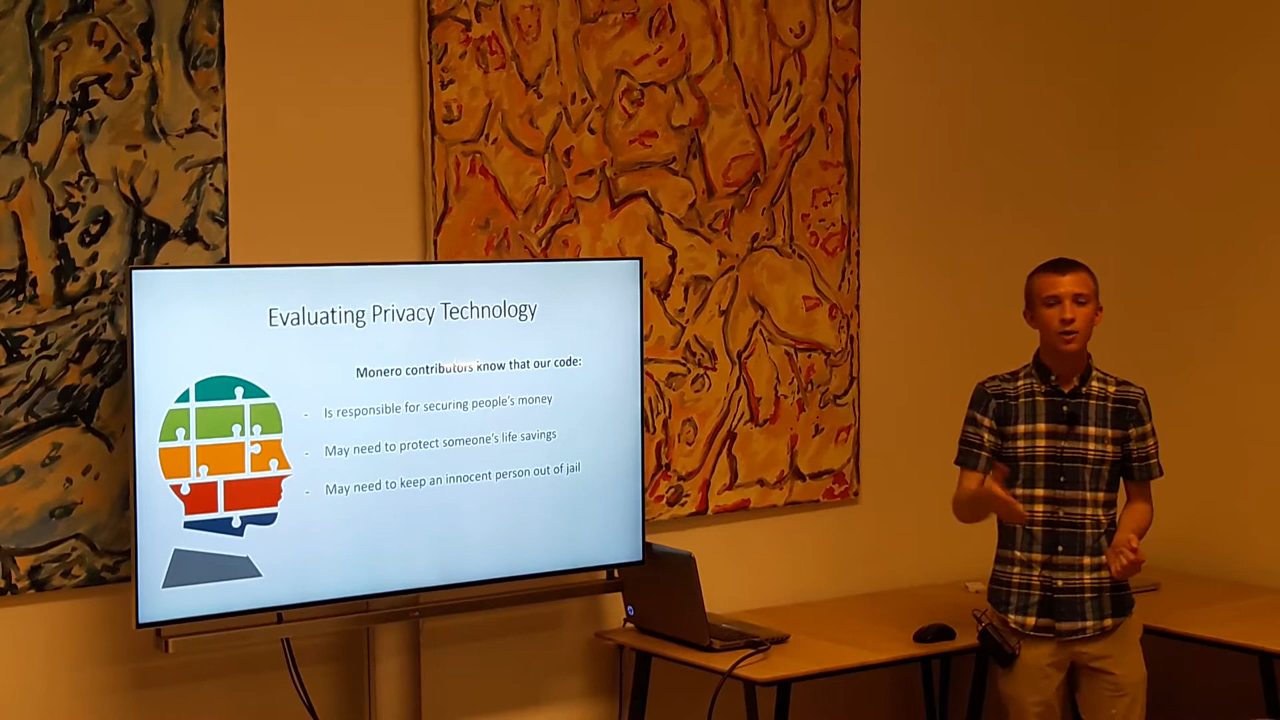 Evaluating Privacy Technology
Monero contributors know that our code:
- Is responsible for securing people's money
- May need to protect someone's life savings
- May need to keep an innocent person out of jail